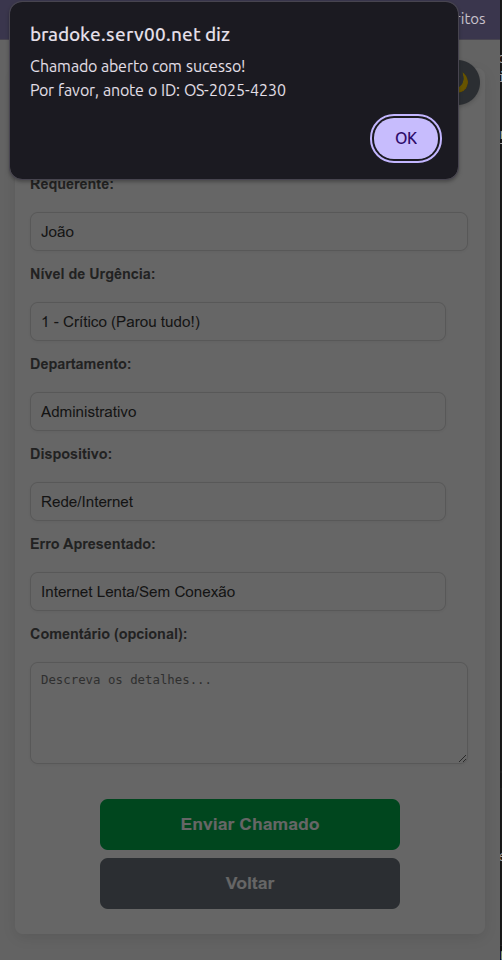 bradoke.serv00.net diz
ritos
Chamado aberto com sucesso!
Por favor, anote o ID: OS-2025-4230
OK
Requerente:
João
Nível de Urgência:
1 - Crítico (Parou tudo!)
Departamento:
Administrativo
Dispositivo:
Rede/Internet
Erro Apresentado:
Internet Lenta/Sem Conexão
Comentário (opcional):
Descreva os detalhes...
Enviar Chamado
Voltar